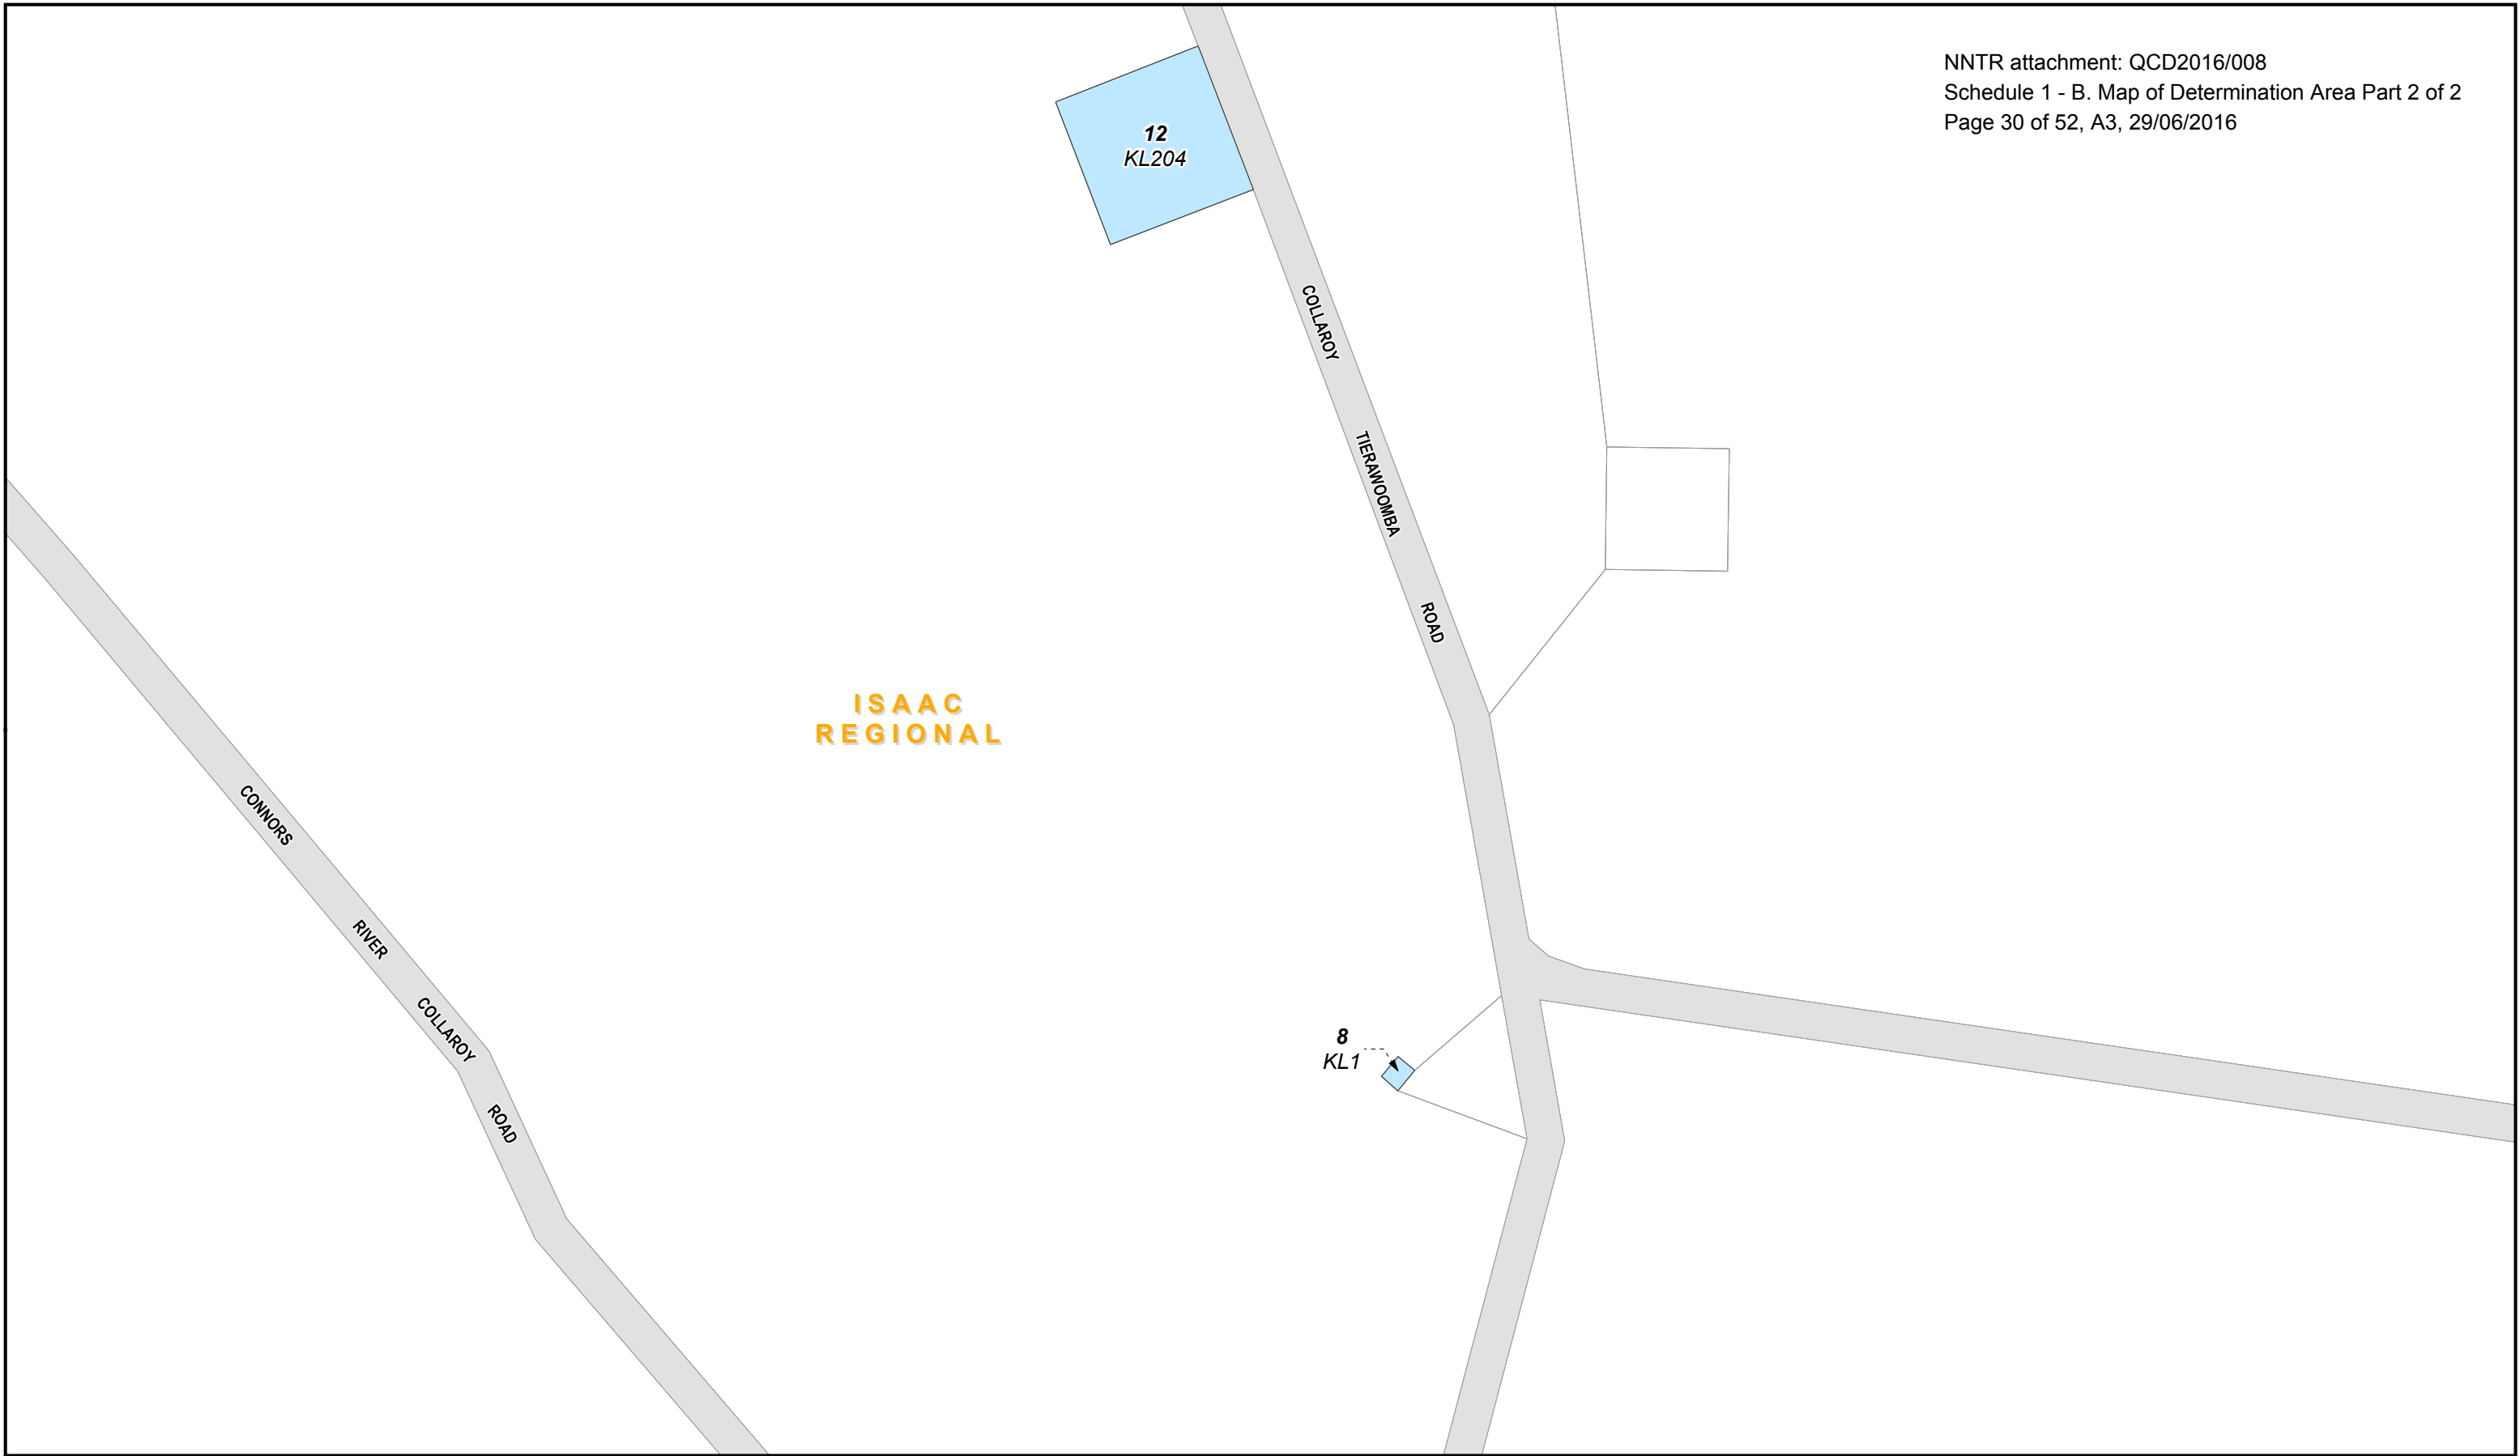 NNTR attachment: QCD2016/008
Schedule 1 - B. Map of Determination Area Part 2 of 2
Page 30 of 52, A3, 29/06/2016
12
KL204
COLLAROY
TIERAWOOMBA
ROAD
ISAAC
REGIONAL
CONNORS
RIVER
COLLAROY
ROAD
8
KL1